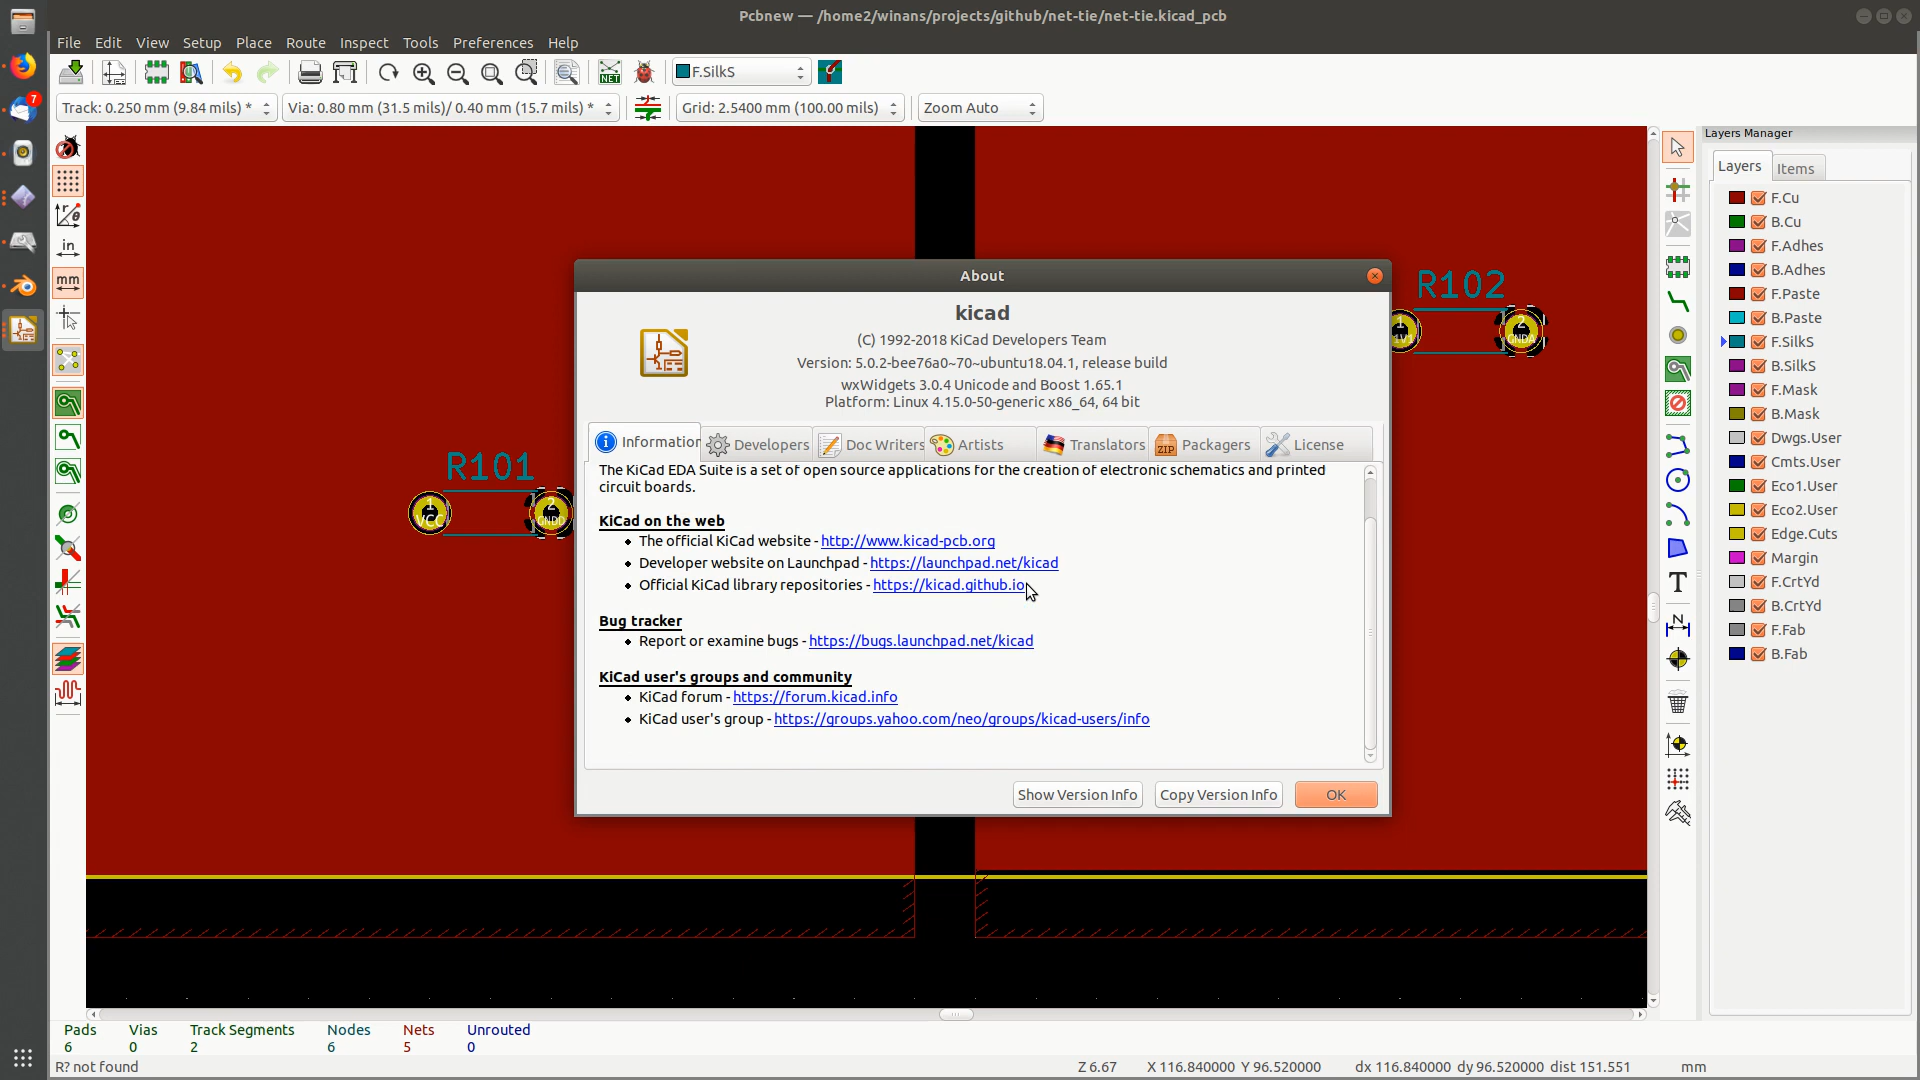 Pcbnew — /home2/winans/projects/github/net-tie/net-tie.kicad_pcb
File Edit View Setup Place Route Inspect Tools Preferences Help
NET
F.SilkS
7
Track: 0.250 mm (9.84 mils) *
Via: 0.80 mm (31.5 mils)/ 0.40 mm (15.7 mils) *
Grid: 2.5400 mm (100.00 mils)
Zoom Auto
in
mm
Layers Manager
Layers Items
F.Cu
B.Cu
F.Adhes
B.Adhes
F.Paste
B.Paste
F.SilkS
B.SilkS
F.Mask
B.Mask
Dwgs.User
Cmts.User
Eco1.User
Eco2.User
Edge.Cuts
Margin
F.CrtYd
B.CrtYd
F.Fab
B.Fab
R101
1
VCC
2
GNDD
R102
1
2
GNDA
About
kicad
(C) 1992-2018 KiCad Developers Team
Version: 5.0.2-bee76a0~70~ubuntu18.04.1, release build
wxWidgets 3.0.4 Unicode and Boost 1.65.1
Platform: Linux 4.15.0-50-generic x86_64, 64 bit
Information Developers Doc Writers Artists Translators Packagers License
The KiCad EDA Suite is a set of open source applications for the creation of electronic schematics and printed
circuit boards.
KiCad on the web
• The official KiCad website - http://www.kicad-pcb.org
• Developer website on Launchpad - https://launchpad.net/kicad
• Official KiCad library repositories - https://kicad.github.io
Bug tracker
• Report or examine bugs - https://bugs.launchpad.net/kicad
KiCad user's groups and community
• KiCad forum - https://forum.kicad.info
• KiCad user's group - https://groups.yahoo.com/neo/groups/kicad-users/info
Show Version Info Copy Version Info OK
Pads Vias Track Segments Nodes Nets Unrouted
6 0 2 6 5 0
R? not found Z 6.67 X 116.840000 Y 96.520000 dx 116.840000 dy 96.520000 dist 151.551 mm